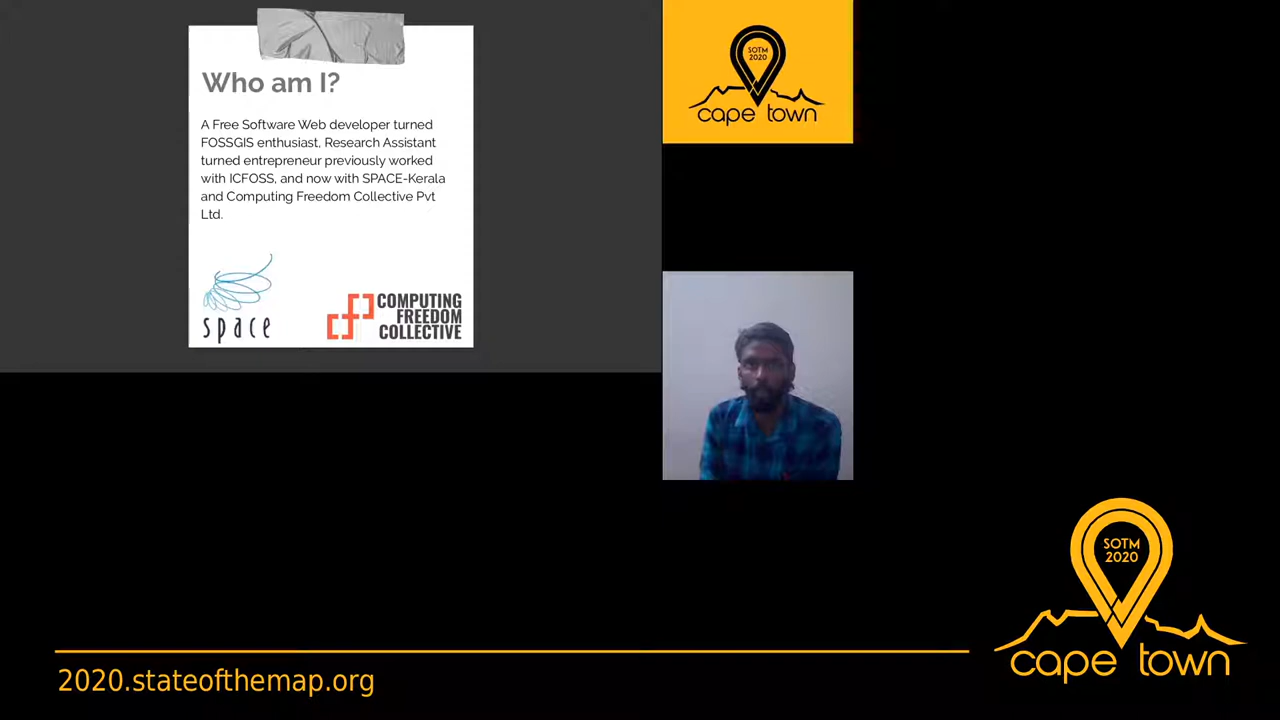 Who am I?
A Free Software Web developer turned
FOSSGIS enthusiast, Research Assistant
turned entrepreneur previously worked
with ICFOSS, and now with SPACE-Kerala
and Computing Freedom Collective Pvt
Ltd.
space
COMPUTING
FREEDOM
COLLECTIVE
SOTM
2020
cape town
SOTM
2020
cape town
2020.stateofthemap.org